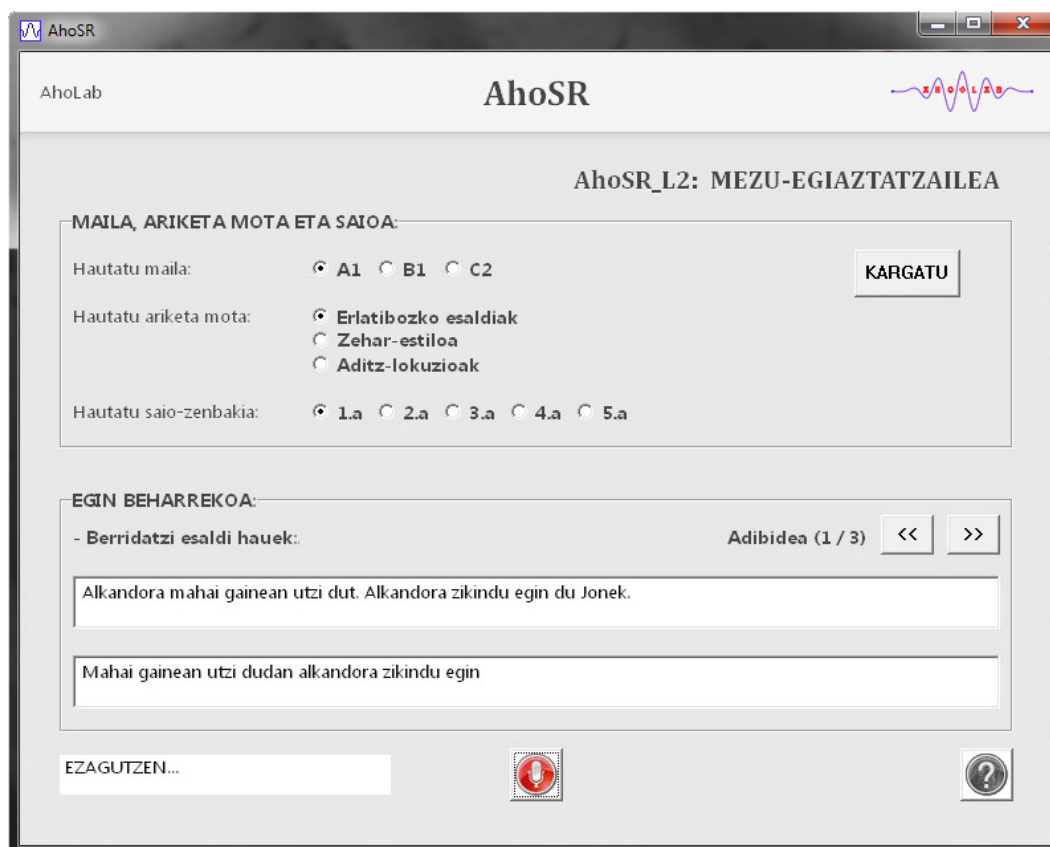 AhoSR
AhoLab
AhoSR
AHOLAB
AhoSR_L2: MEZU-EGIAZTATZAILEA
MAILA, ARIKETA MOTA ETA SAIOA:
Hautatu maila: A1 B1 C2 KARGATU
Hautatu ariketa mota: Erlatibozko esaldiak
Zehar-estiloa
Aditz-lokuzioak
Hautatu saio-zenbakia: 1.a 2.a 3.a 4.a 5.a
EGIN BEHARREKOA:
- Berridatzi esaldi hauek:. Adibidea (1 / 3) << >>
Alkandora mahai gainean utzi dut. Alkandora zikindu egin du Jonek.
Mahai gainean utzi dudan alkandora zikindu egin
EZAGUTZEN... ?